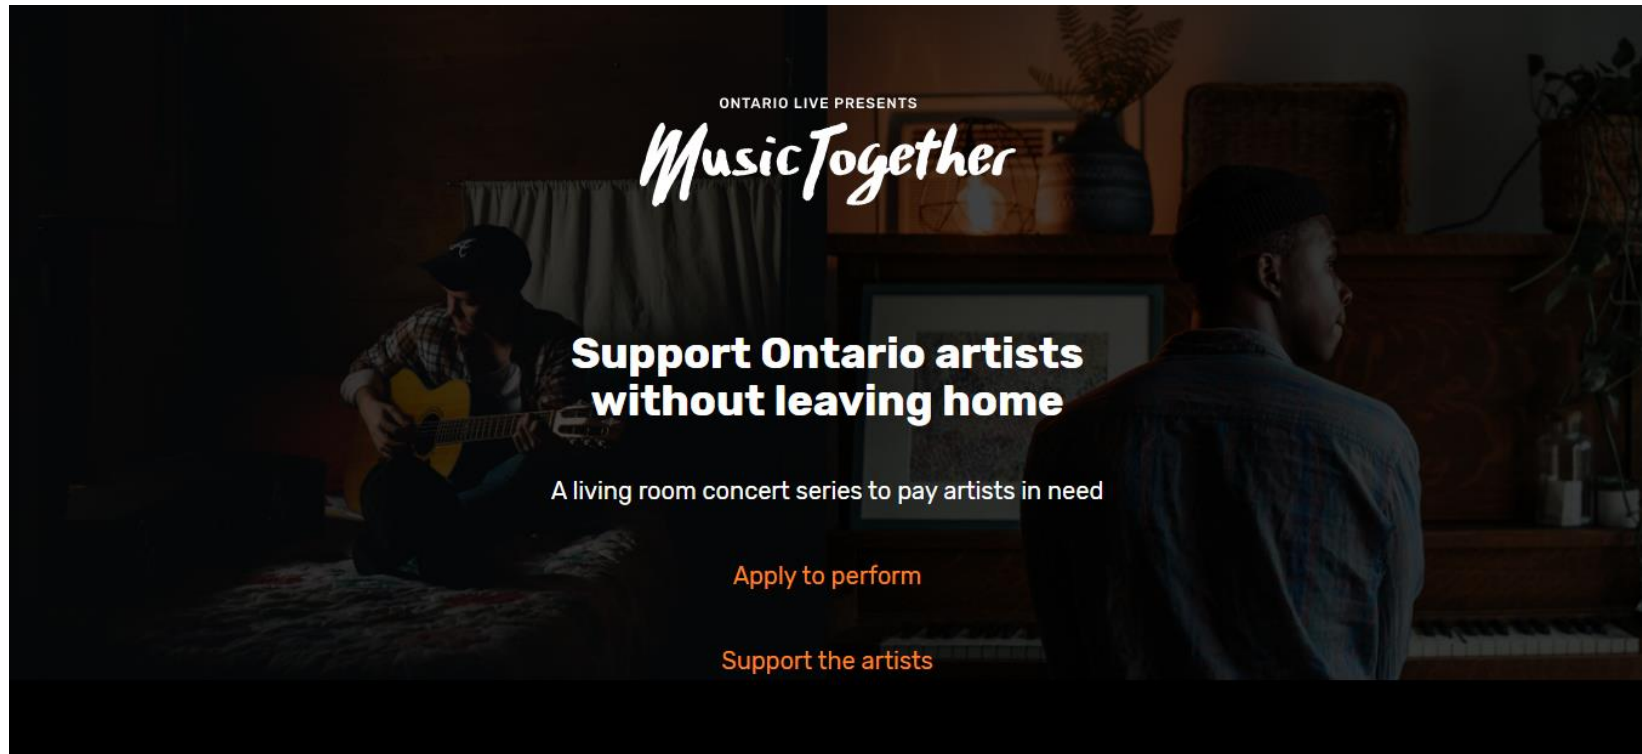 ONTARIO LIVE PRESENTS
Music Together
Support Ontario artists
without leaving home
A living room concert series to pay artists in need
Apply to perform
Support the artists